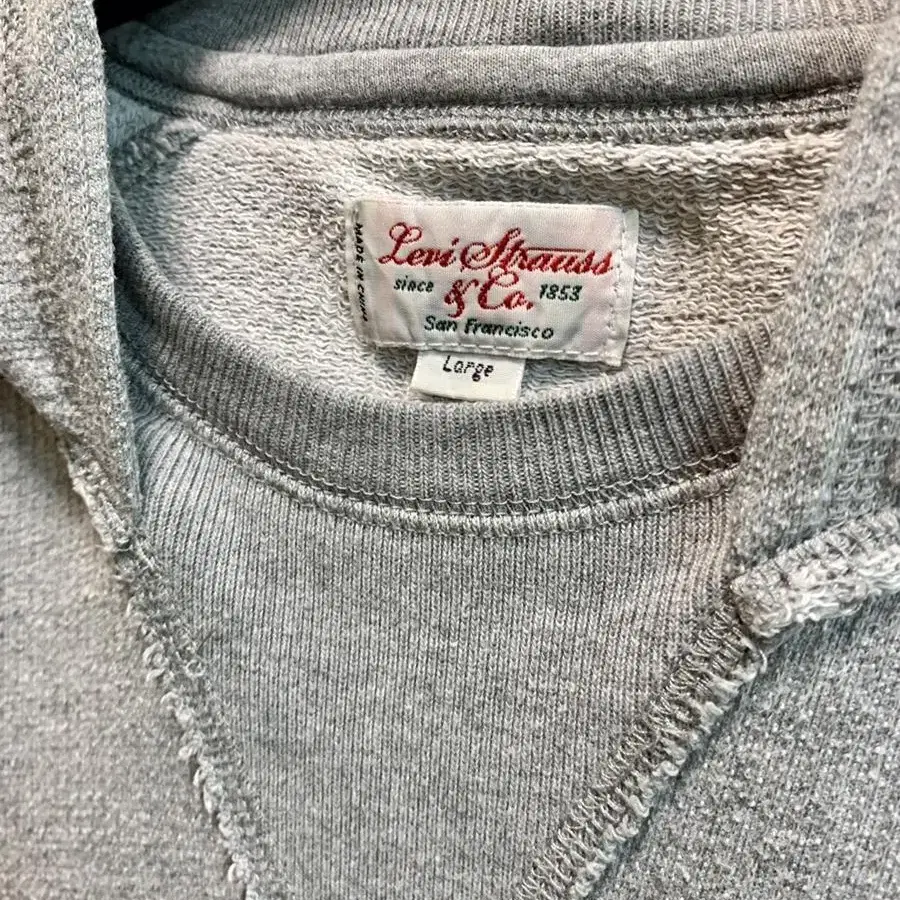 Levi Strauss
since & Co. 1853
San Francisco
Large
MADE IN CHINA